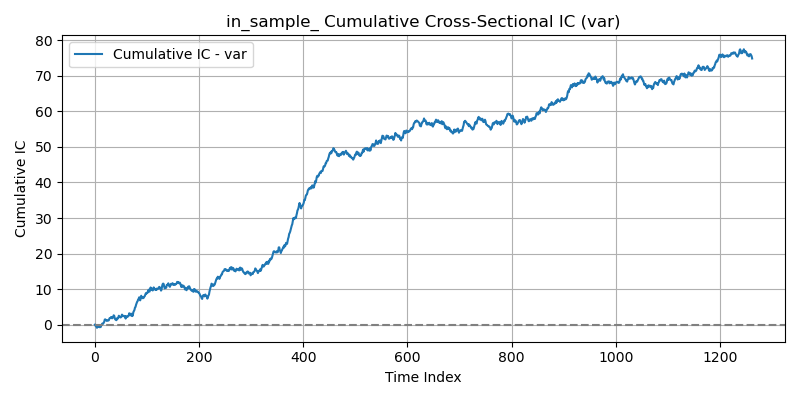 in_sample_ Cumulative Cross-Sectional IC (var)
Cumulative IC - var
Cumulative IC
80
70
60
50
40
30
20
10
0
0 200 400 600 800 1000 1200
Time Index